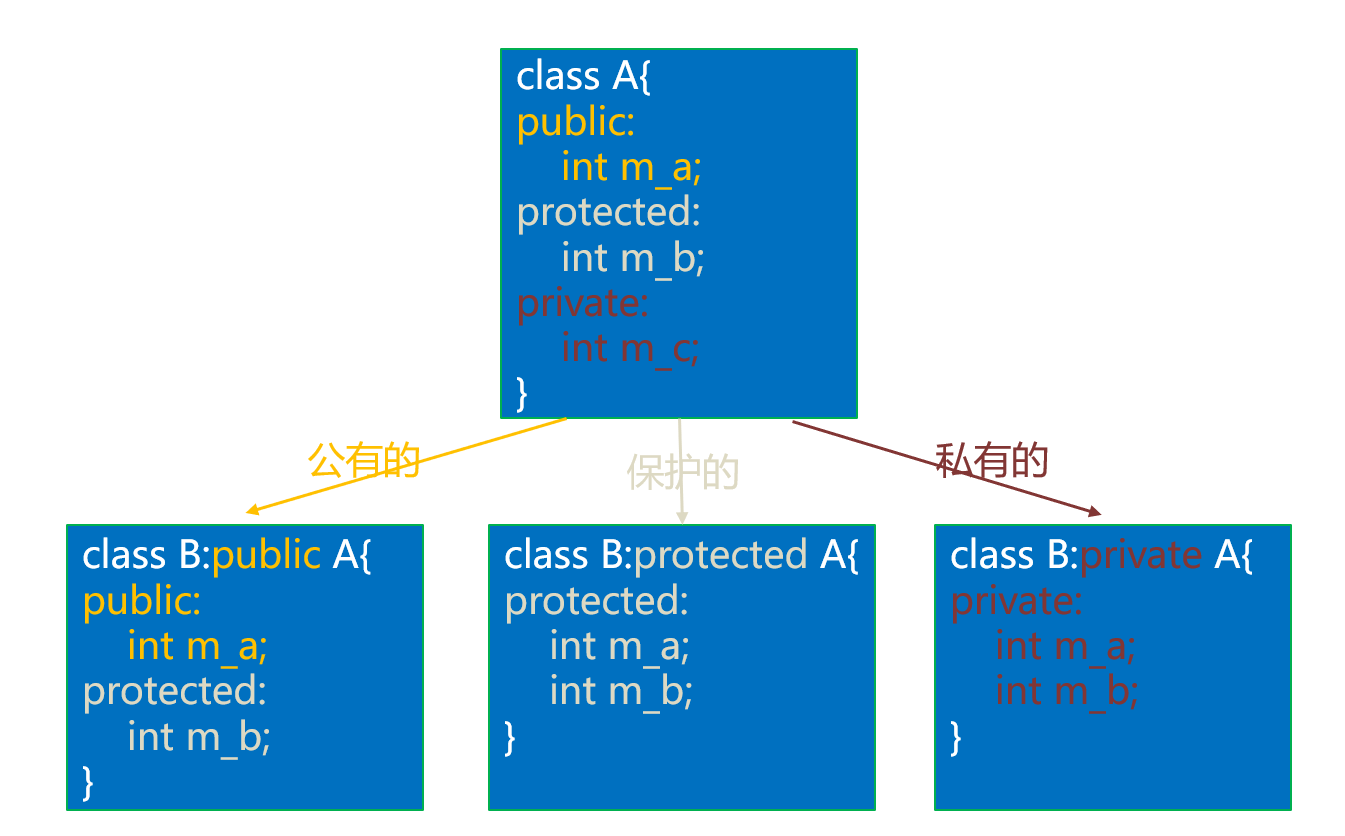 class A{
public:
    int m_a;
protected:
    int m_b;
private:
    int m_c;
}
公有的
保护的
私有的
class B:public A{
public:
    int m_a;
protected:
    int m_b;
}
class B:protected A{
protected:
    int m_a;
    int m_b;
}
class B:private A{
private:
    int m_a;
    int m_b;
}